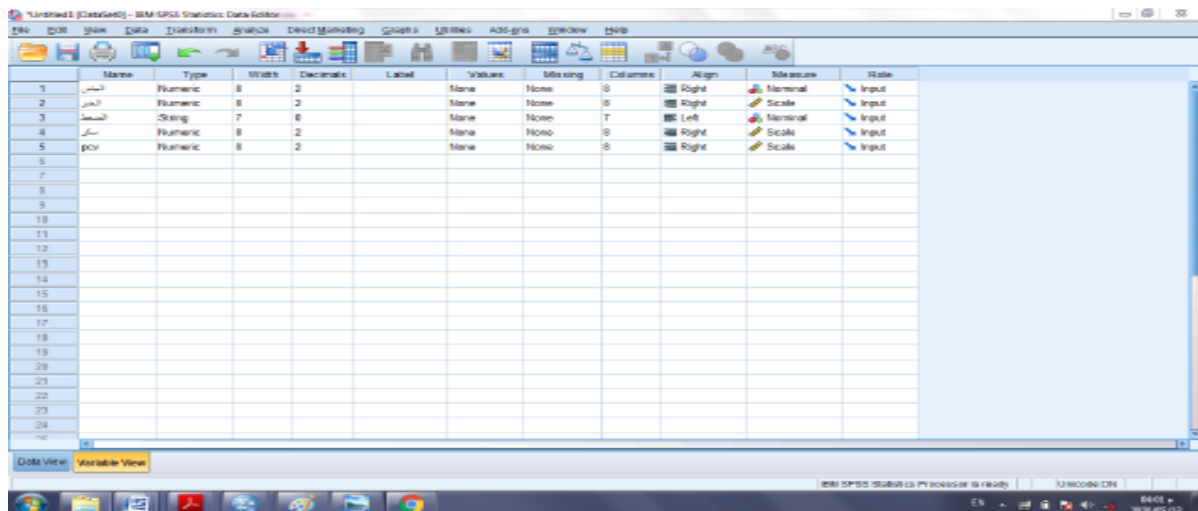 *Untitled1 [DataSet0] - IBM SPSS Statistics Data Editor
File Edit View Data Transform Analyze Direct Marketing Graphs Utilities Add-ons Window Help
Name Type Width Decimals Label Values Missing Columns Align Measure Role
1 الجنس Numeric 8 2 None None 8 Right Nominal Input
2 العمر Numeric 8 2 None None 8 Right Scale Input
3 الضغط String 7 0 None None 7 Left Nominal Input
4 سكر Numeric 8 2 None None 8 Right Scale Input
5 pcv Numeric 8 2 None None 8 Right Scale Input
6
7
8
9
10
11
12
13
14
15
16
17
18
19
20
21
22
23
24
Data View Variable View
IBM SPSS Statistics Processor is ready Unicode:ON
EN 04:01 م